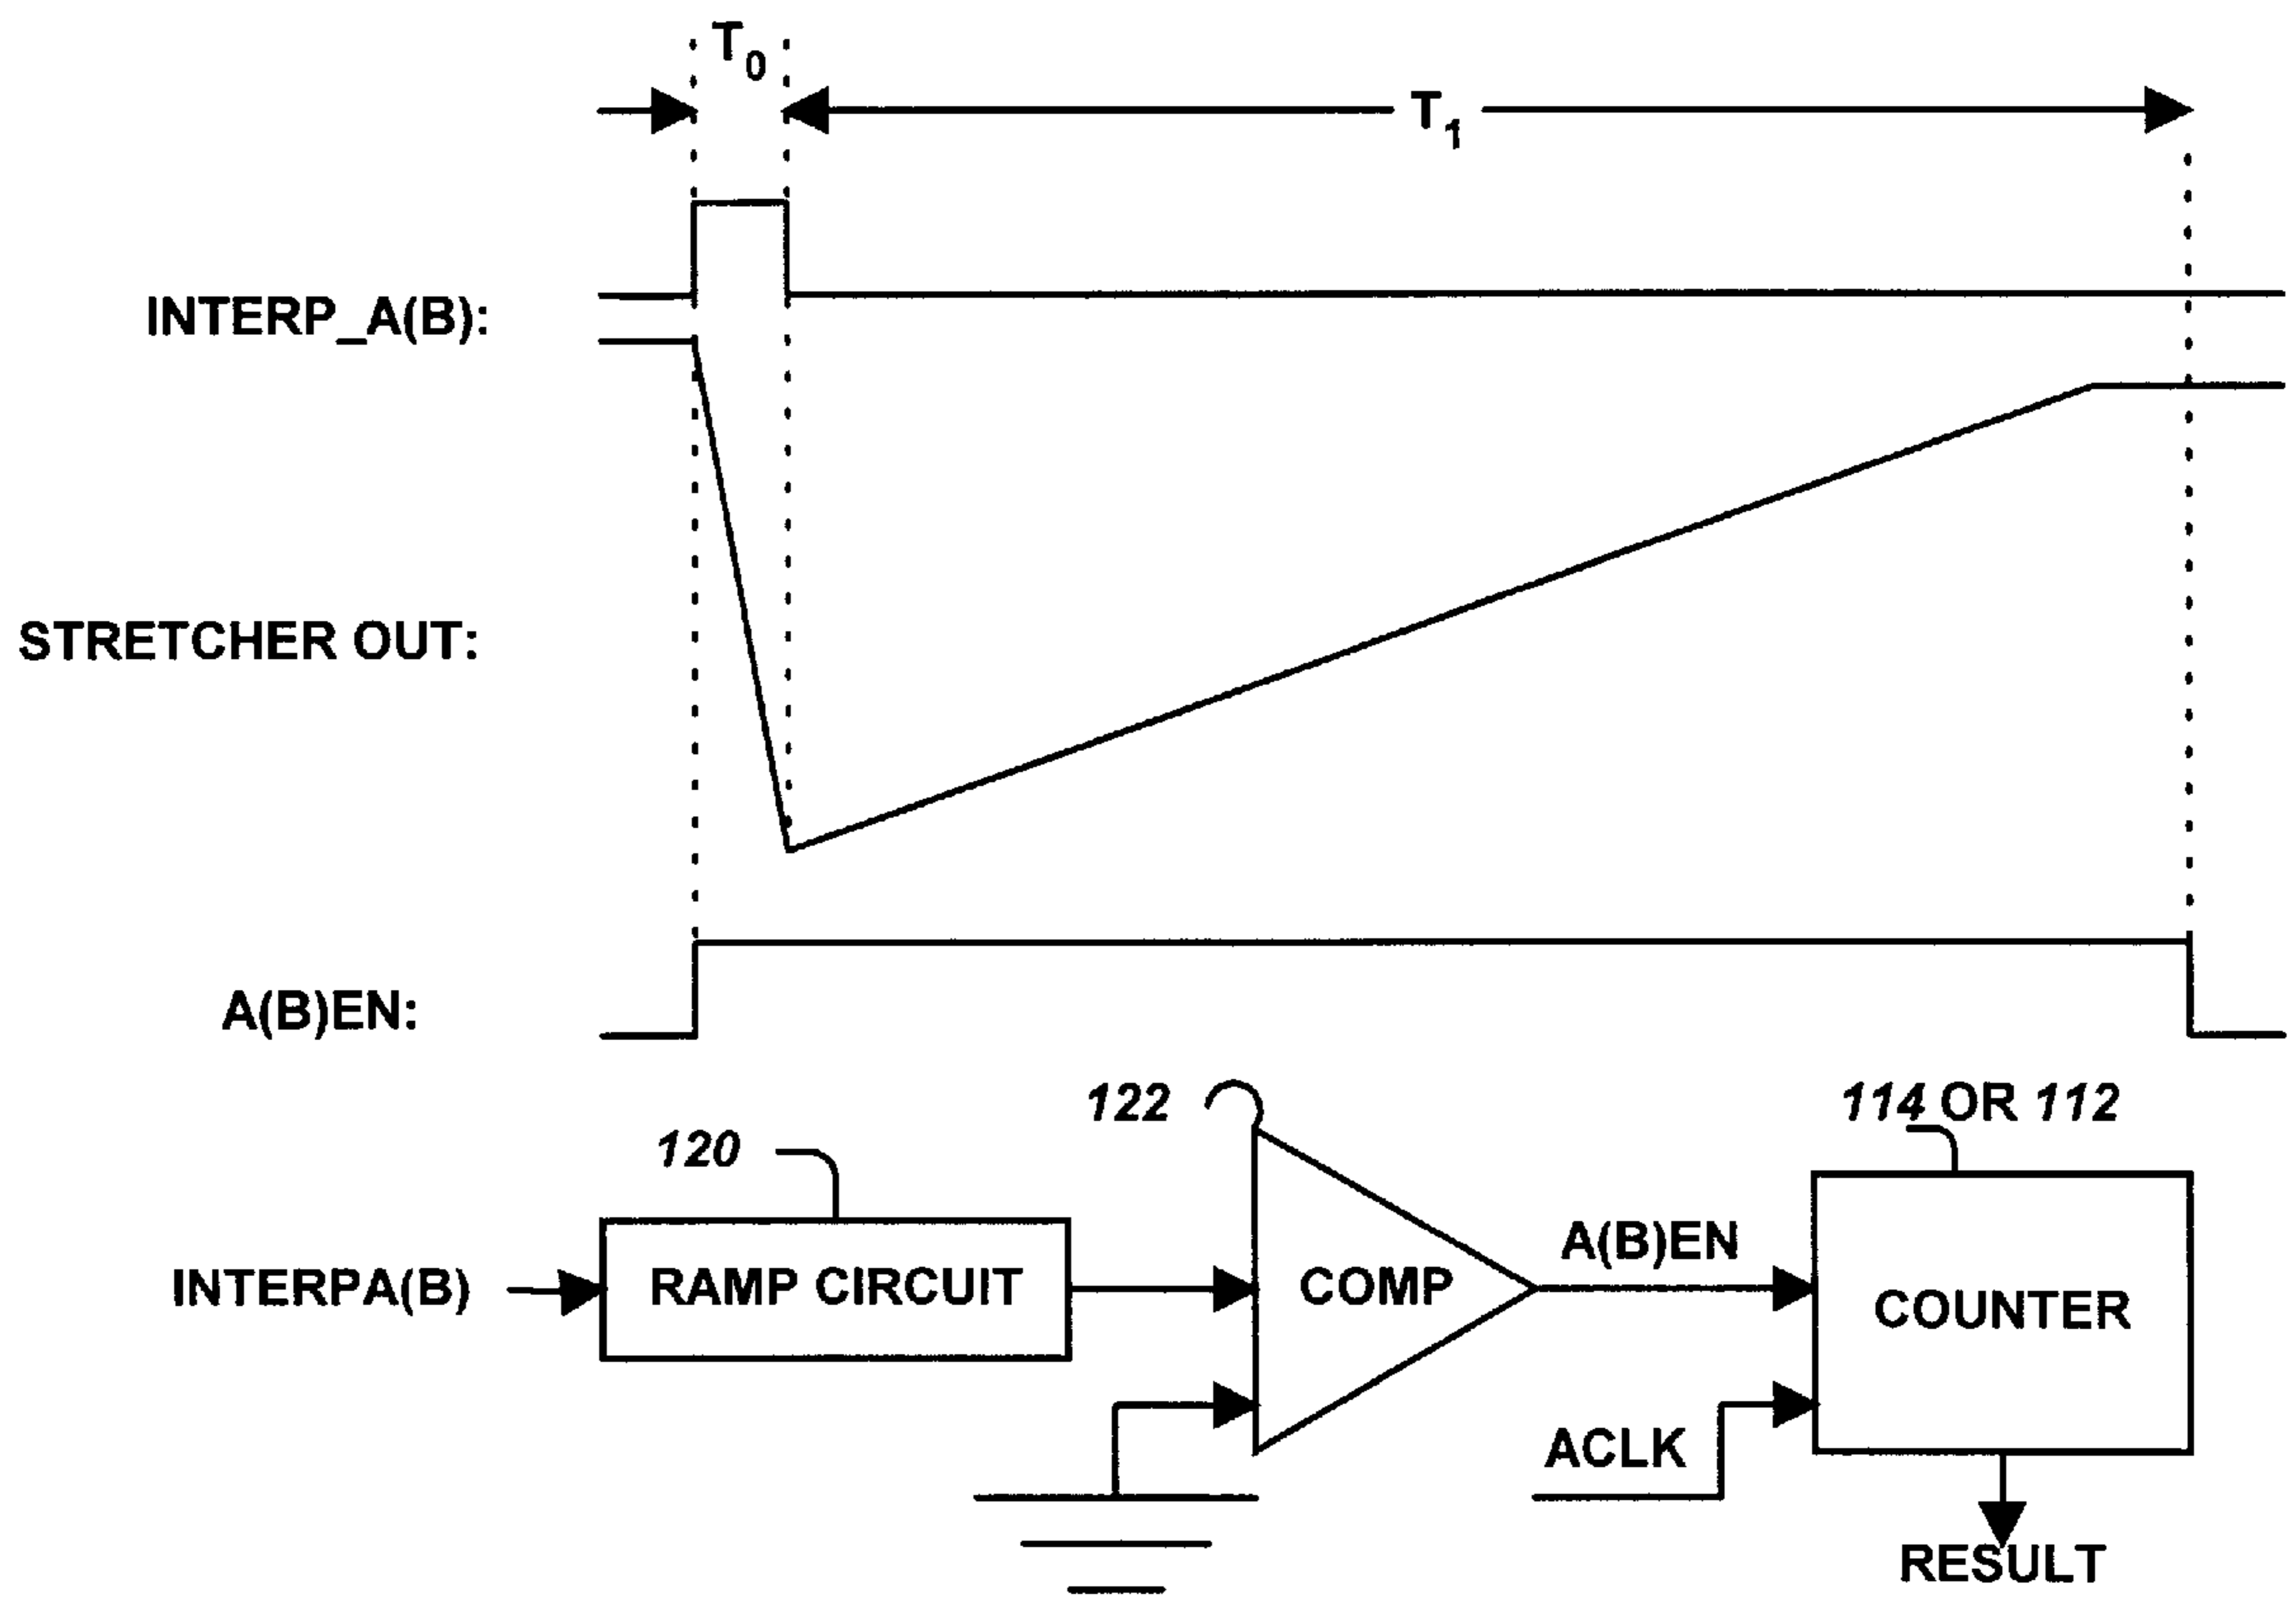 T0
T1
INTERP_A(B):
STRETCHER OUT:
A(B)EN:
122
114 OR 112
120
A(B)EN
INTERPA(B)
RAMP CIRCUIT
COMP
COUNTER
ACLK
RESULT